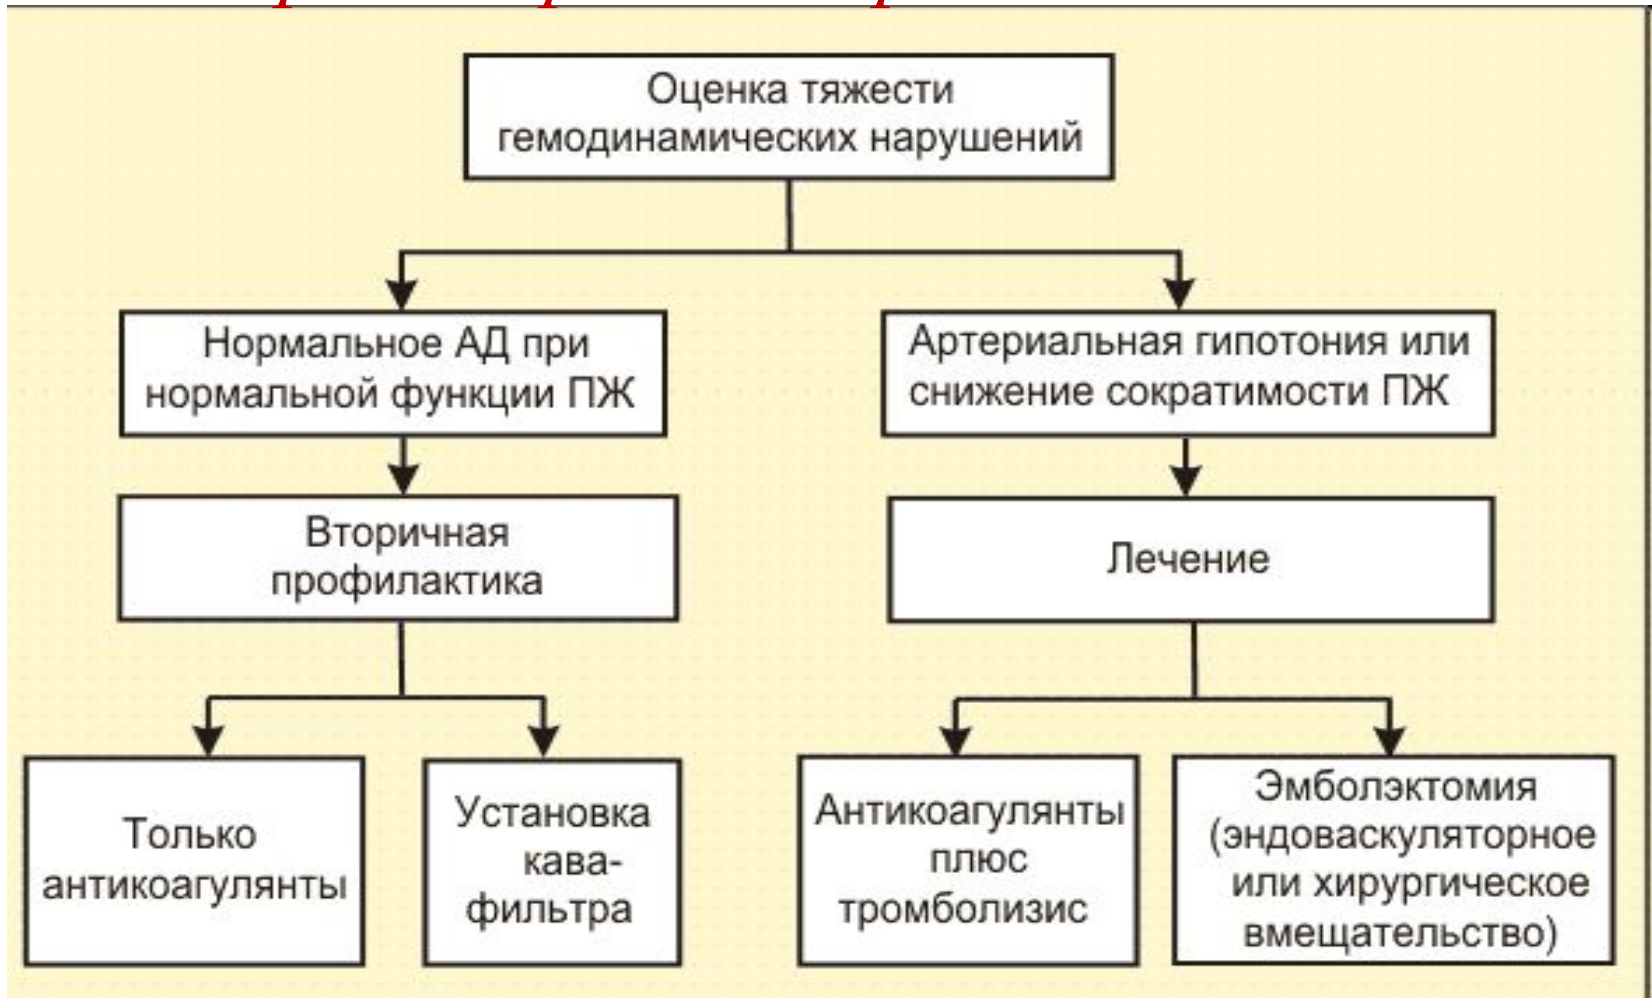 Оценка тяжести
гемодинамических нарушений
Нормальное АД при
нормальной функции ПЖ
Артериальная гипотония или
снижение сократимости ПЖ
Вторичная
профилактика
Лечение
Только
антикоагулянты
Установка
кава-
фильтра
Антикоагулянты
плюс
тромболизис
Эмболэктомия
(эндоваскуляторное
или хирургическое
вмещательство)